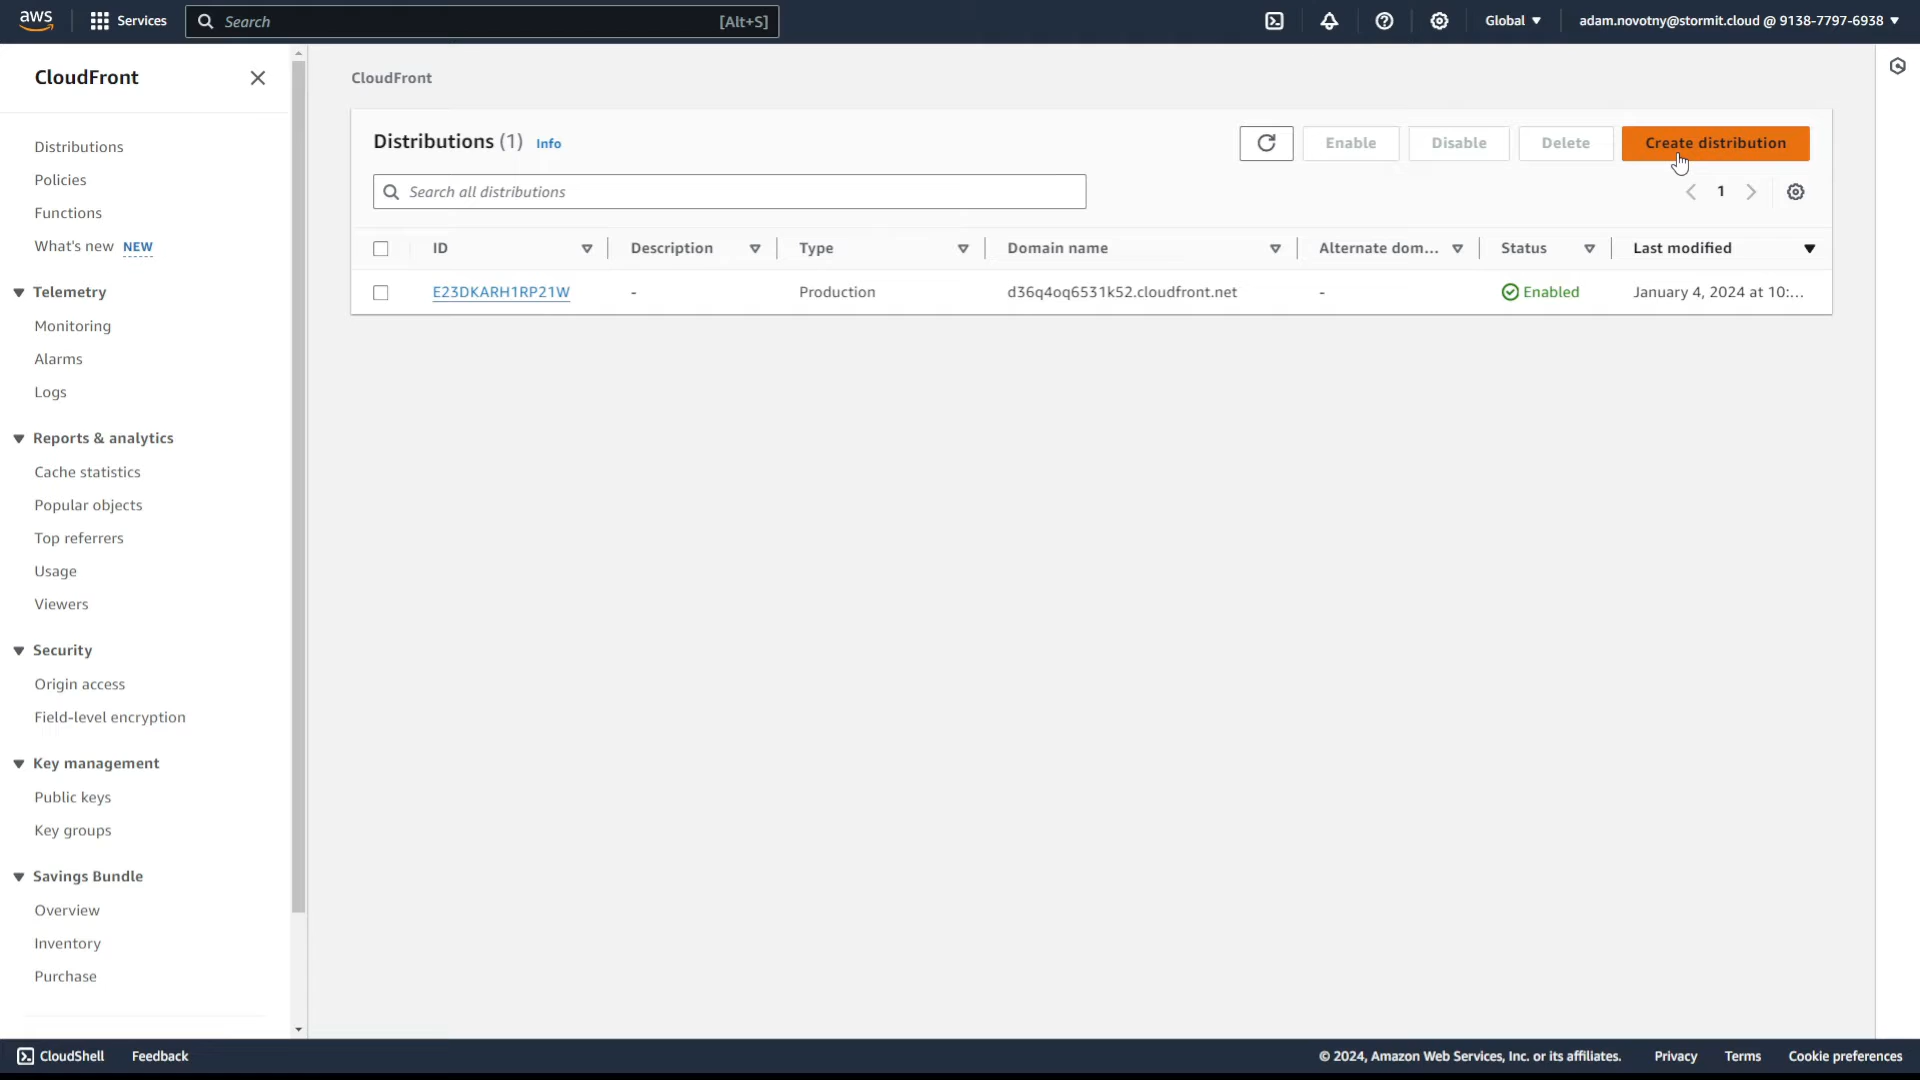 aws
Services
Search
[Alt+S]
Global
adam.novotny@stormit.cloud @ 9138-7797-6938
CloudFront
Distributions
Policies
Functions
What's new NEW
Telemetry
Monitoring
Alarms
Logs
Reports & analytics
Cache statistics
Popular objects
Top referrers
Usage
Viewers
Security
Origin access
Field-level encryption
Key management
Public keys
Key groups
Savings Bundle
Overview
Inventory
Purchase
CloudFront
Distributions (1) Info
Enable
Disable
Delete
Create distribution
Search all distributions
1
ID Description Type Domain name Alternate dom... Status Last modified
E23DKARH1RP21W - Production d36q4oq6531k52.cloudfront.net - Enabled January 4, 2024 at 10:...
CloudShell Feedback © 2024, Amazon Web Services, Inc. or its affiliates. Privacy Terms Cookie preferences